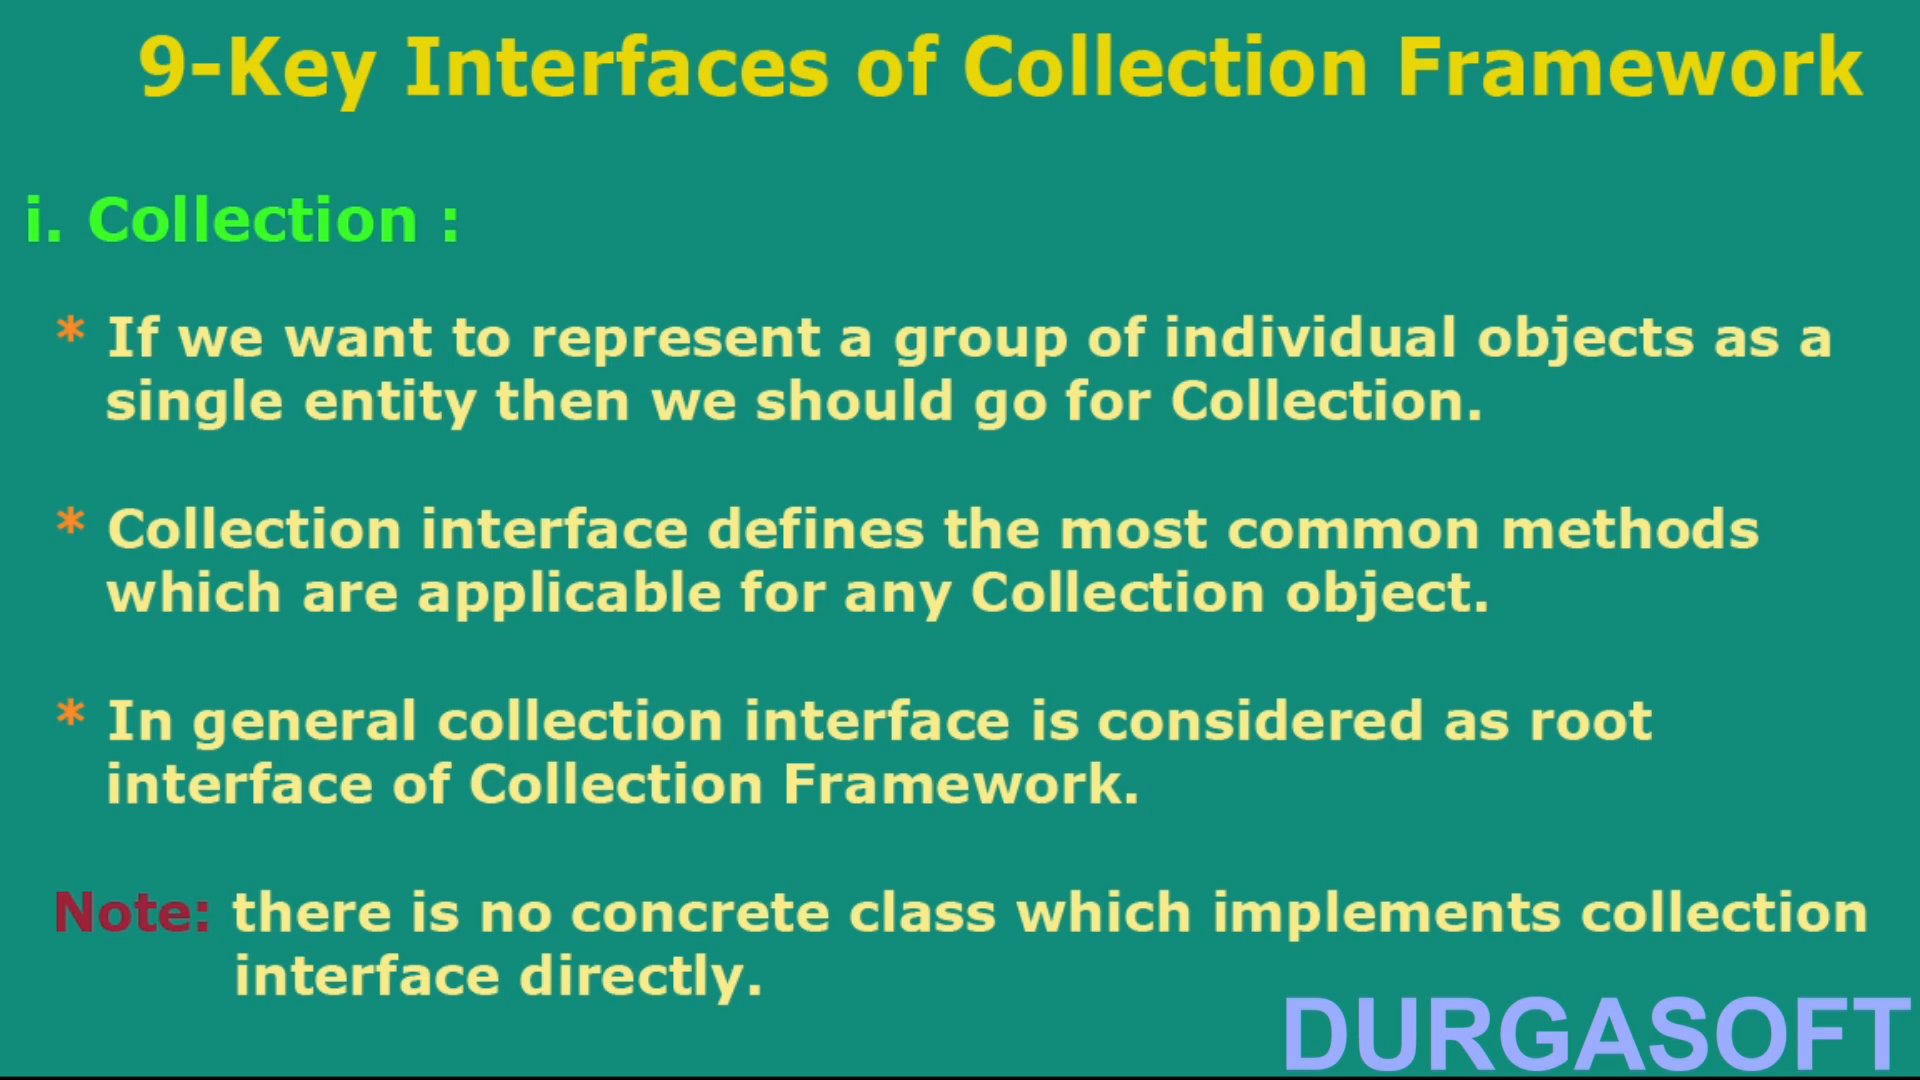 9-Key Interfaces of Collection Framework
i. Collection :
* If we want to represent a group of individual objects as a
single entity then we should go for Collection.
* Collection interface defines the most common methods
which are applicable for any Collection object.
* In general collection interface is considered as root
interface of Collection Framework.
Note: there is no concrete class which implements collection
interface directly.
DURGASOFT